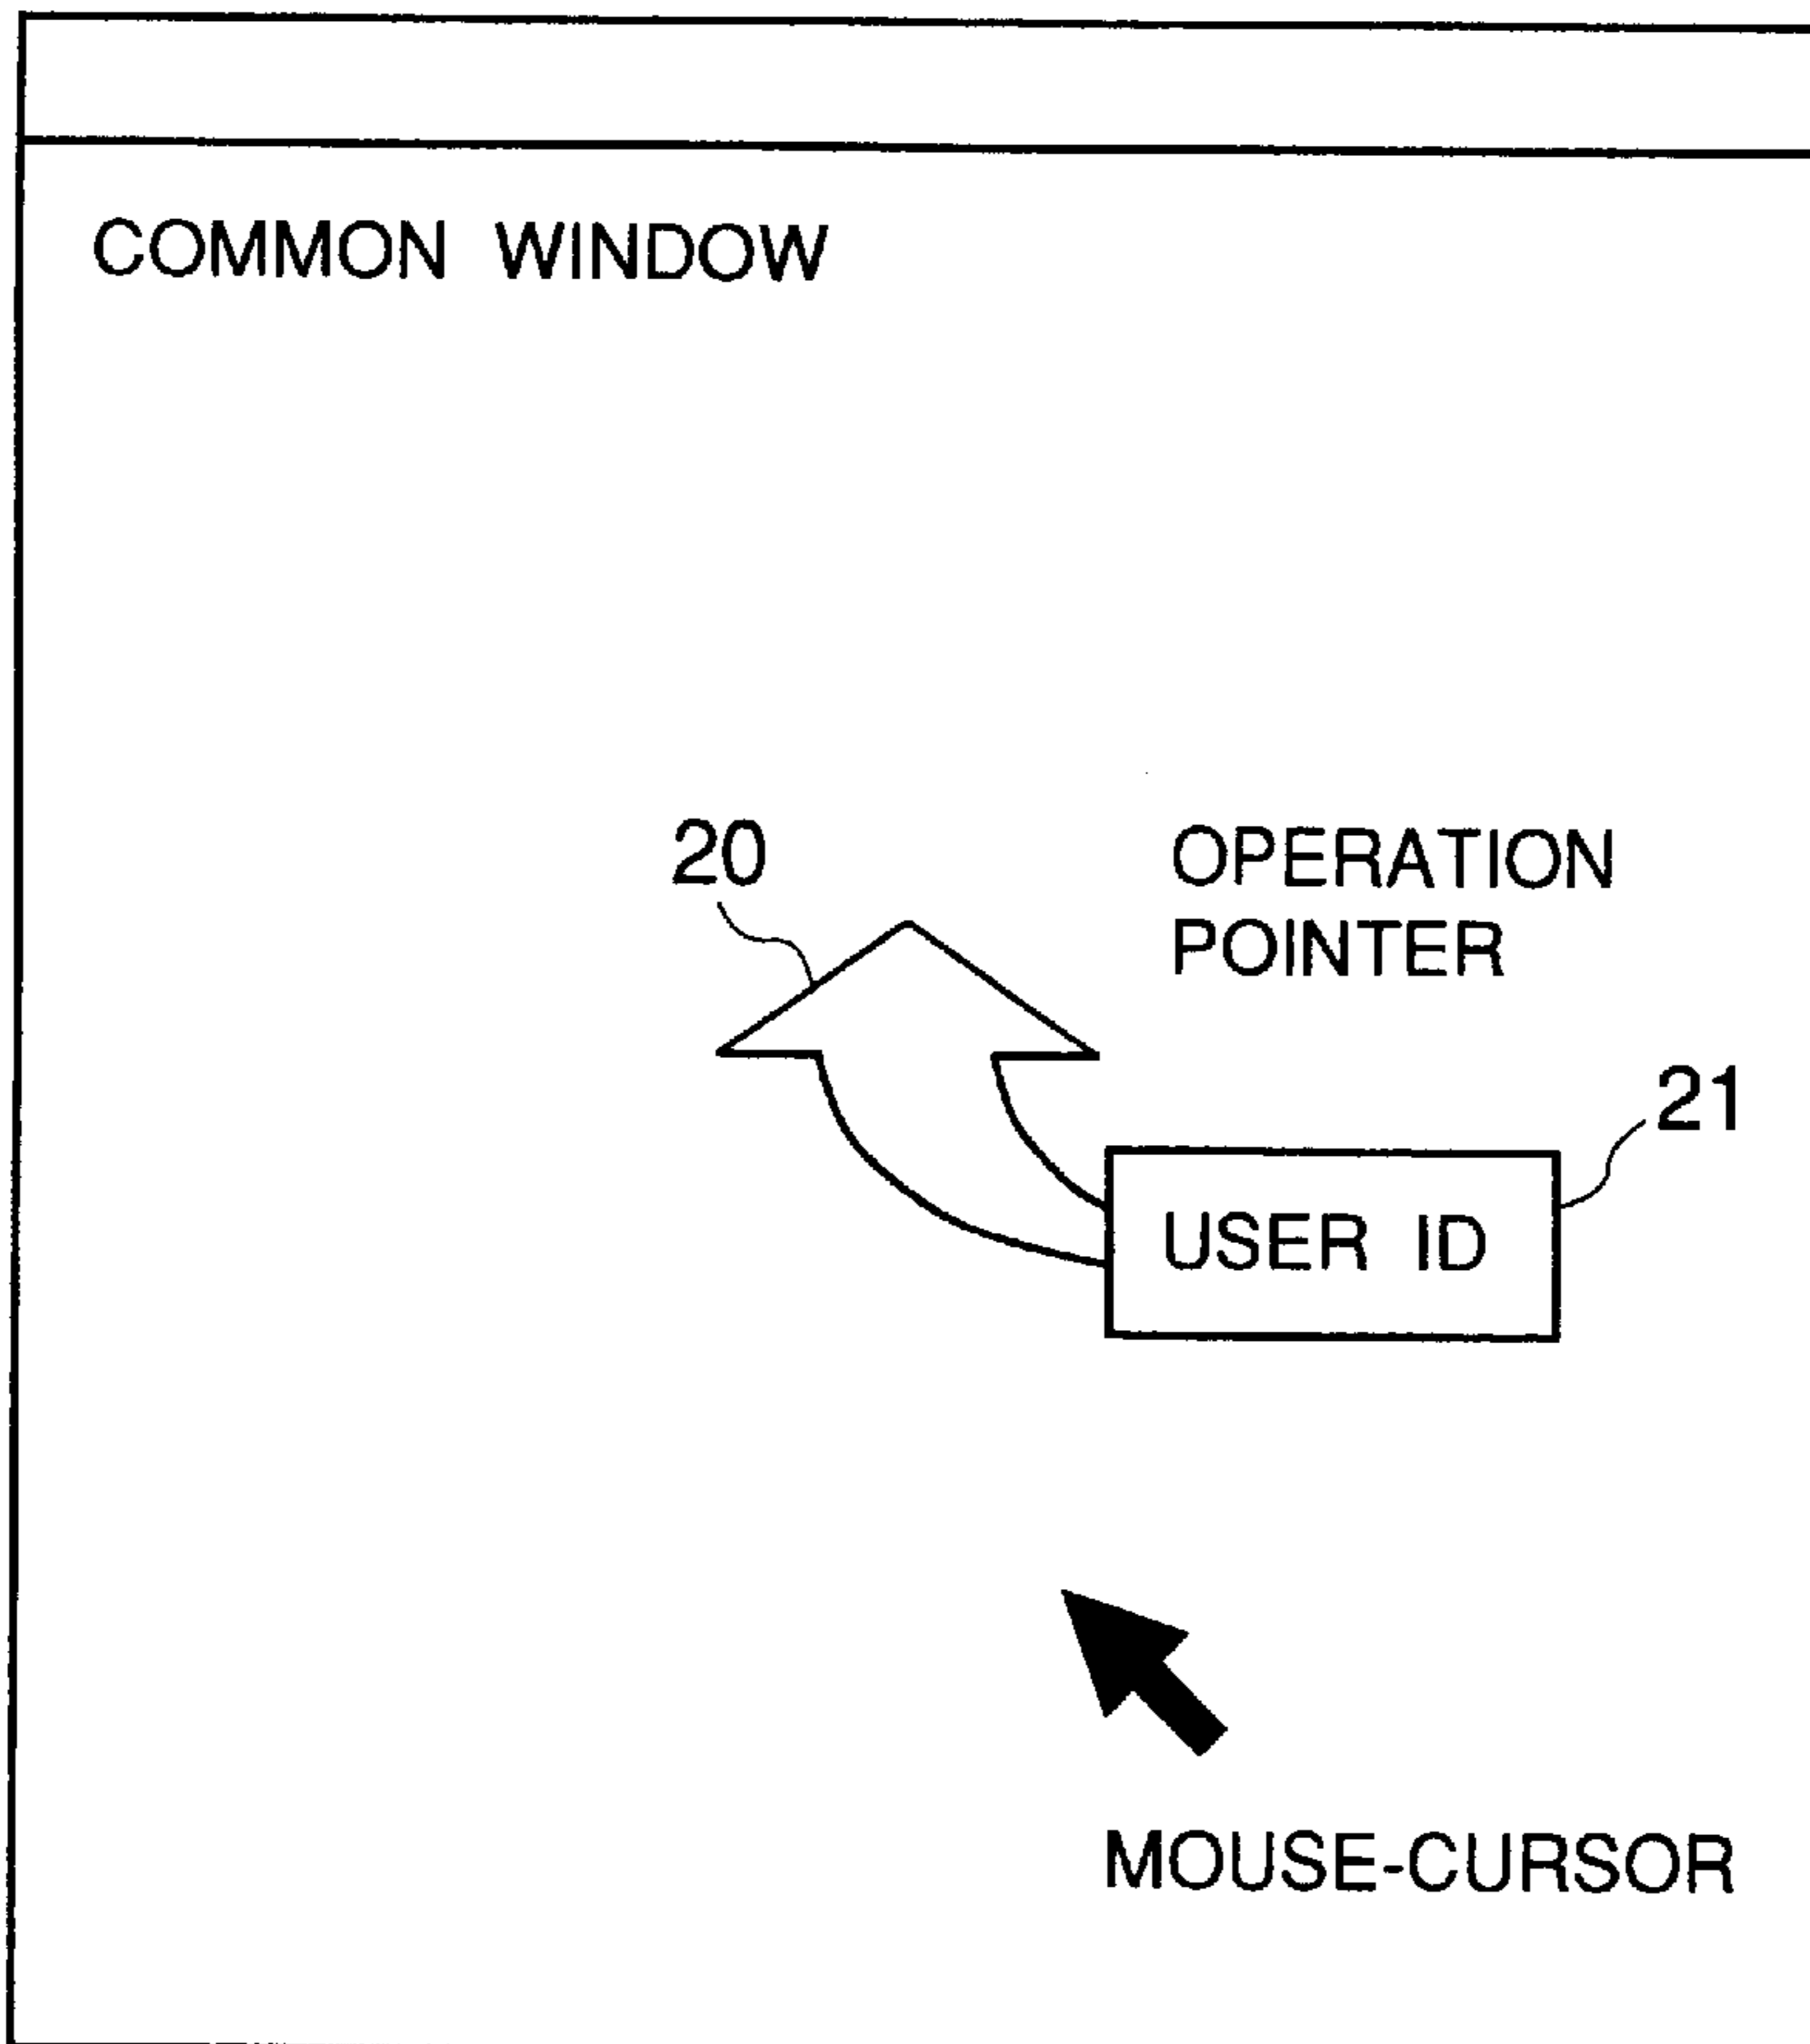 COMMON WINDOW
20
OPERATION
POINTER
21
USER ID
MOUSE-CURSOR